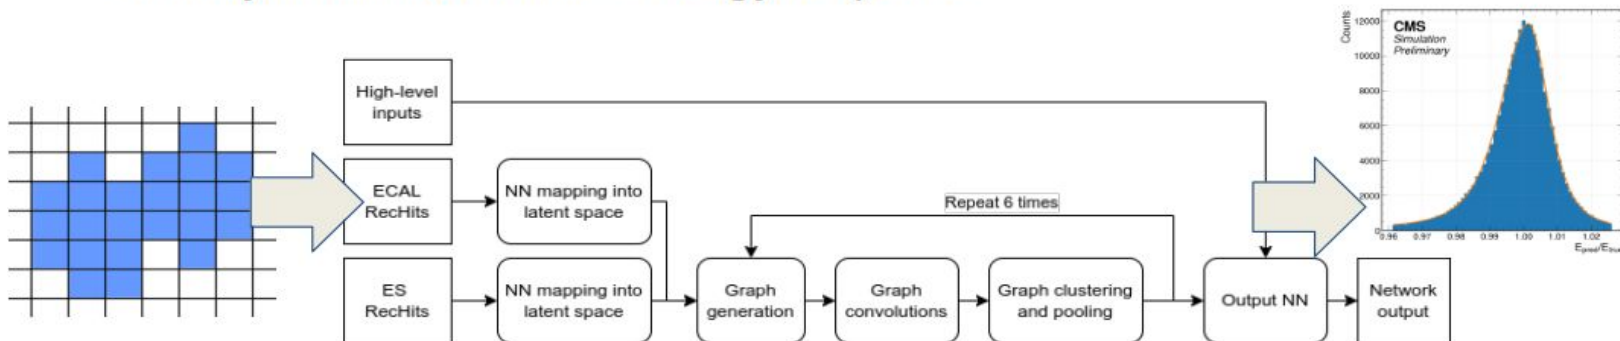 High-level
inputs
ECAL
RecHits
NN mapping into
latent space
ES
RecHits
NN mapping into
latent space
Repeat 6 times
Graph
generation
Graph
convolutions
Graph clustering
and pooling
Output NN
Network
output
CMS
Simulation
Preliminary
Counts
12000
10000
8000
6000
4000
2000
0
0.96 0.97 0.98 0.99 1.00 1.01 1.02